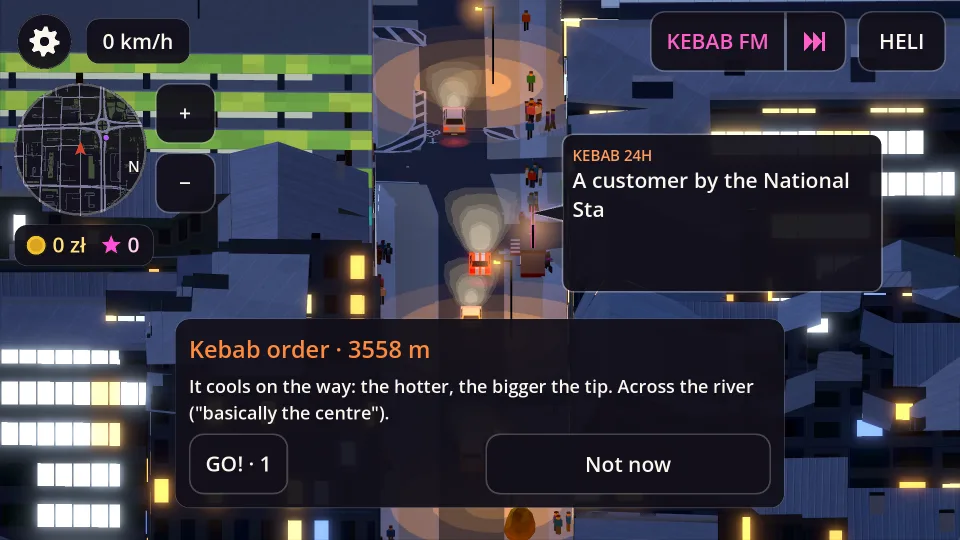 0 km/h
KEBAB FM
HELI
+
N
−
0 zł ★ 0
KEBAB 24H
A customer by the National
Sta
Kebab order · 3558 m
It cools on the way: the hotter, the bigger the tip. Across the river
("basically the centre").
GO! · 1
Not now